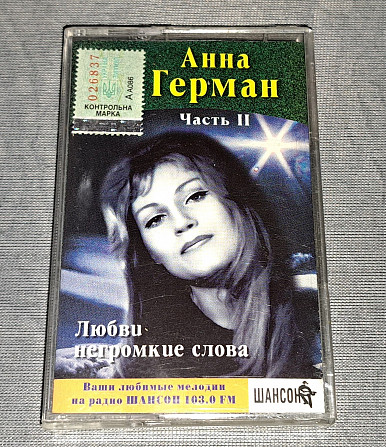 Анна
Герман
Часть II
026837
А А086
КОНТРОЛЬНА
МАРКА
Любви
негромкие слова
Ваши любимые мелодии
на радио ШАНСОН 103.0 FM
ШАНСОН